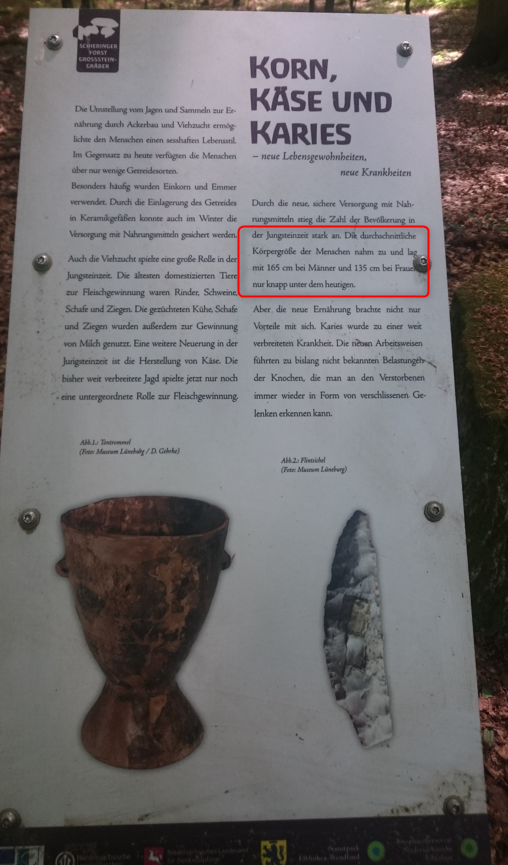 SCHIERINGER
FORST
GROSSSTEIN-
GRÄBER
KORN,
KÄSE UND
KARIES
– neue Lebensgewohnheiten,
neue Krankheiten
Die Umstellung vom Jagen und Sammeln zur Er-
nährung durch Ackerbau und Viehzucht ermög-
lichte den Menschen einen sesshaften Lebensstil.
Im Gegensatz zu heute verfügten die Menschen
über nur wenige Getreidesorten.
Besonders häufig wurden Einkorn und Emmer
verwendet. Durch die Einlagerung des Getreides
in Keramikgefäßen konnte auch im Winter die
Versorgung mit Nahrungsmitteln gesichert werden.
Auch die Viehzucht spielte eine große Rolle in der
Jungsteinzeit. Die ältesten domestizierten Tiere
zur Fleischgewinnung waren Rinder, Schweine,
Schafe und Ziegen. Die gezüchteten Kühe, Schafe
und Ziegen wurden außerdem zur Gewinnung
von Milch genutzt. Eine weitere Neuerung in der
Jungsteinzeit ist die Herstellung von Käse. Die
bisher weit verbreitete Jagd spielte jetzt nur noch
eine untergeordnete Rolle zur Fleischgewinnung.
Durch die neue, sichere Versorgung mit Nah-
rungsmitteln stieg die Zahl der Bevölkerung in
der Jungsteinzeit stark an. Die durchschnittliche
Körpergröße der Menschen nahm zu und lag
mit 165 cm bei Männer und 135 cm bei Frauen
nur knapp unter dem heutigen.
Aber die neue Ernährung brachte nicht nur
Vorteile mit sich. Karies wurde zu einer weit
verbreiteten Krankheit. Die neuen Arbeitsweisen
führten zu bislang nicht bekannten Belastungen
der Knochen, die man an den Verstorbenen
immer wieder in Form von verschlissenen Ge-
lenken erkennen kann.
Abb.1.: Tontrommel
(Foto: Museum Lüneburg / D. Gehrke)
Abb.2.: Flintsichel
(Foto: Museum Lüneburg)
Naturpark
Elbhöhen-Wendland